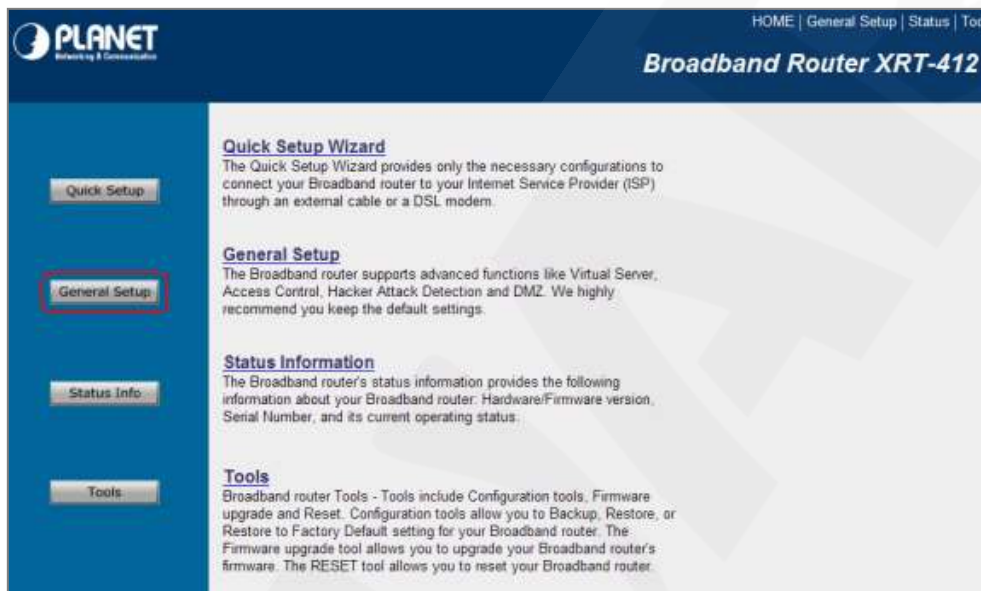 PLANET
Networking & Communication
HOME | General Setup | Status | Too
Broadband Router XRT-412
Quick Setup
General Setup
Status Info
Tools
Quick Setup Wizard
The Quick Setup Wizard provides only the necessary configurations to
connect your Broadband router to your Internet Service Provider (ISP)
through an external cable or a DSL modem.
General Setup
The Broadband router supports advanced functions like Virtual Server,
Access Control, Hacker Attack Detection and DMZ. We highly
recommend you keep the default settings.
Status Information
The Broadband router's status information provides the following
information about your Broadband router: Hardware/Firmware version,
Serial Number, and its current operating status.
Tools
Broadband router Tools - Tools include Configuration tools, Firmware
upgrade and Reset. Configuration tools allow you to Backup, Restore, or
Restore to Factory Default setting for your Broadband router. The
Firmware upgrade tool allows you to upgrade your Broadband router's
firmware. The RESET tool allows you to reset your Broadband router.